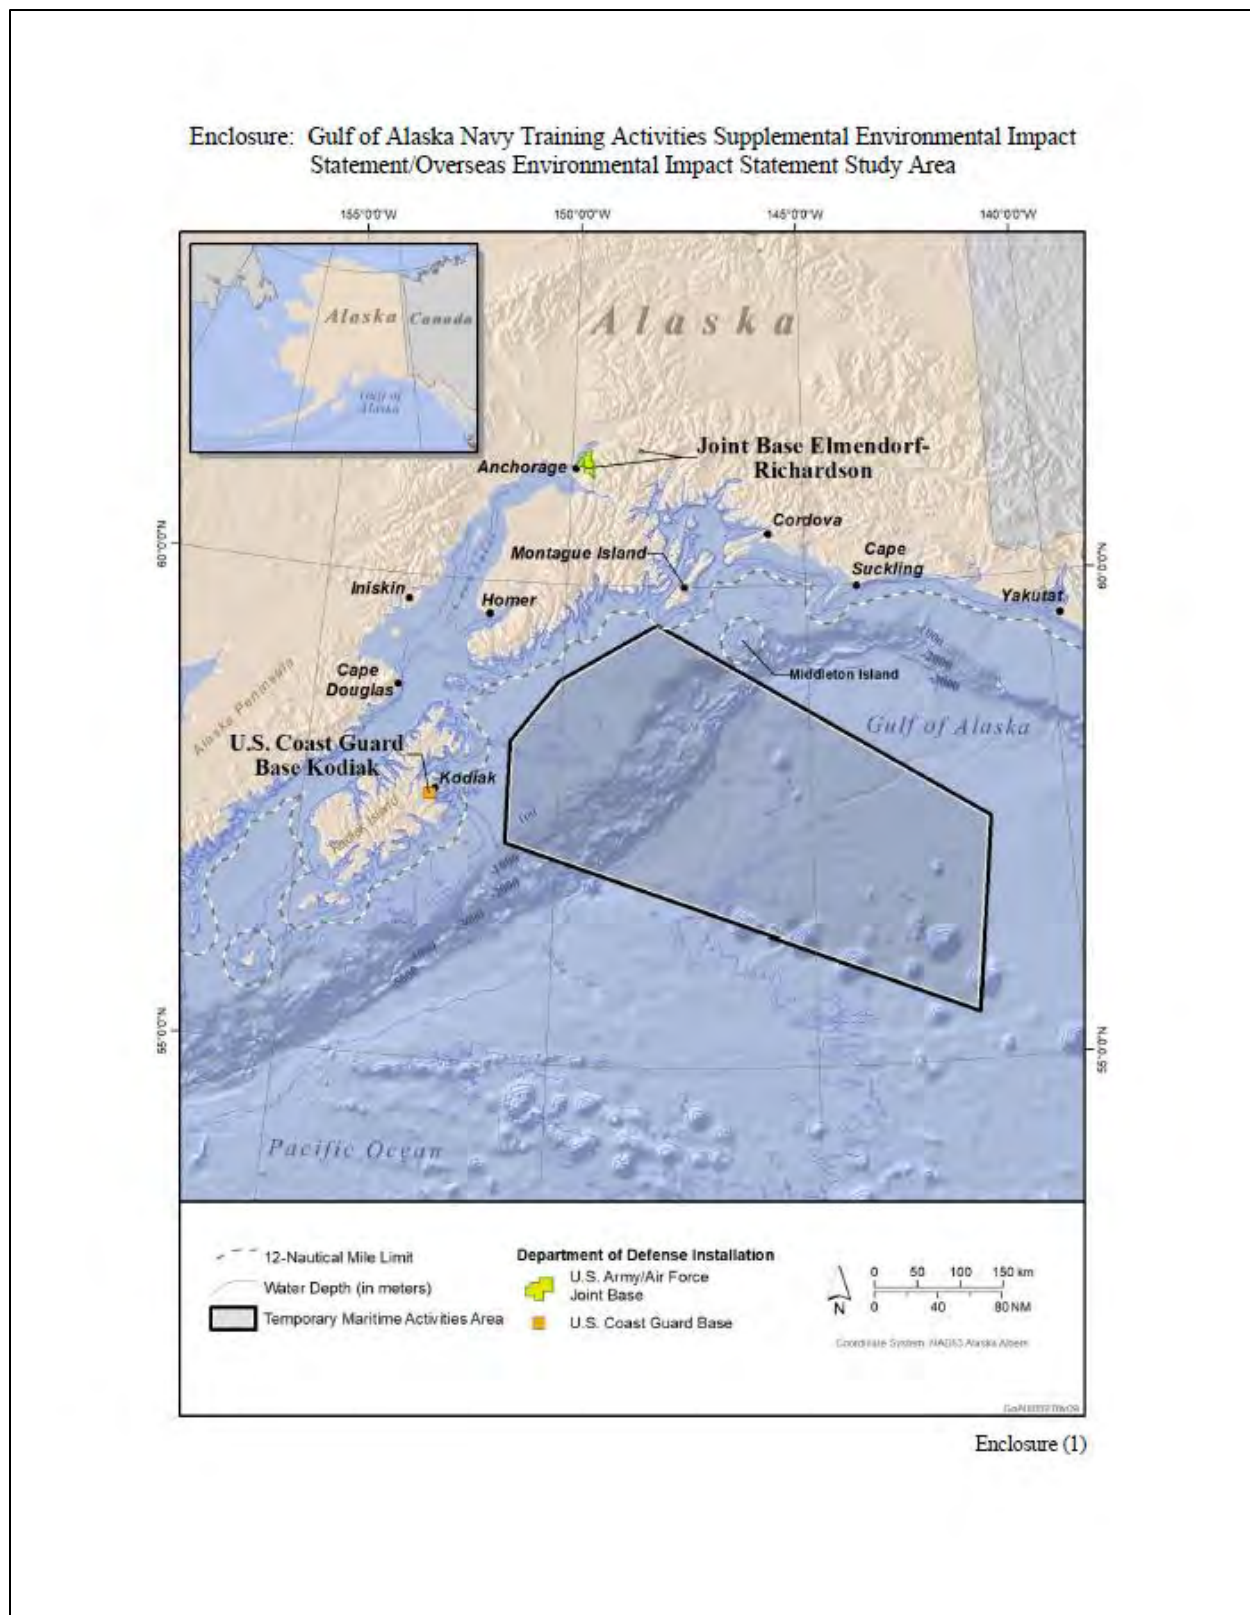 Enclosure: Gulf of Alaska Navy Training Activities Supplemental Environmental Impact
Statement/Overseas Environmental Impact Statement Study Area
155°0'0"W
150°0'0"W
145°0'0"W
140°0'0"W
Alaska
Canada
Gulf of
Alaska
Alaska
Joint Base Elmendorf-
Richardson
Anchorage
Cordova
60°0'0"N
60°0'0"N
Montague Island
Cape
Suckling
Iniskin
Homer
Yakutat
Cape
Douglas
Middleton Island
Alaska Peninsula
Gulf of Alaska
U.S. Coast Guard
Base Kodiak
Kodiak
Kodiak Island
-1000
-2000
-3000
55°0'0"N
55°0'0"N
Pacific Ocean
12-Nautical Mile Limit
Water Depth (in meters)
Temporary Maritime Activities Area
Department of Defense Installation
U.S. Army/Air Force
Joint Base
U.S. Coast Guard Base
0 50 100 150 km
0 40 80 NM
N
Coordinate System: NAD83 Alaska Albers
Enclosure (1)